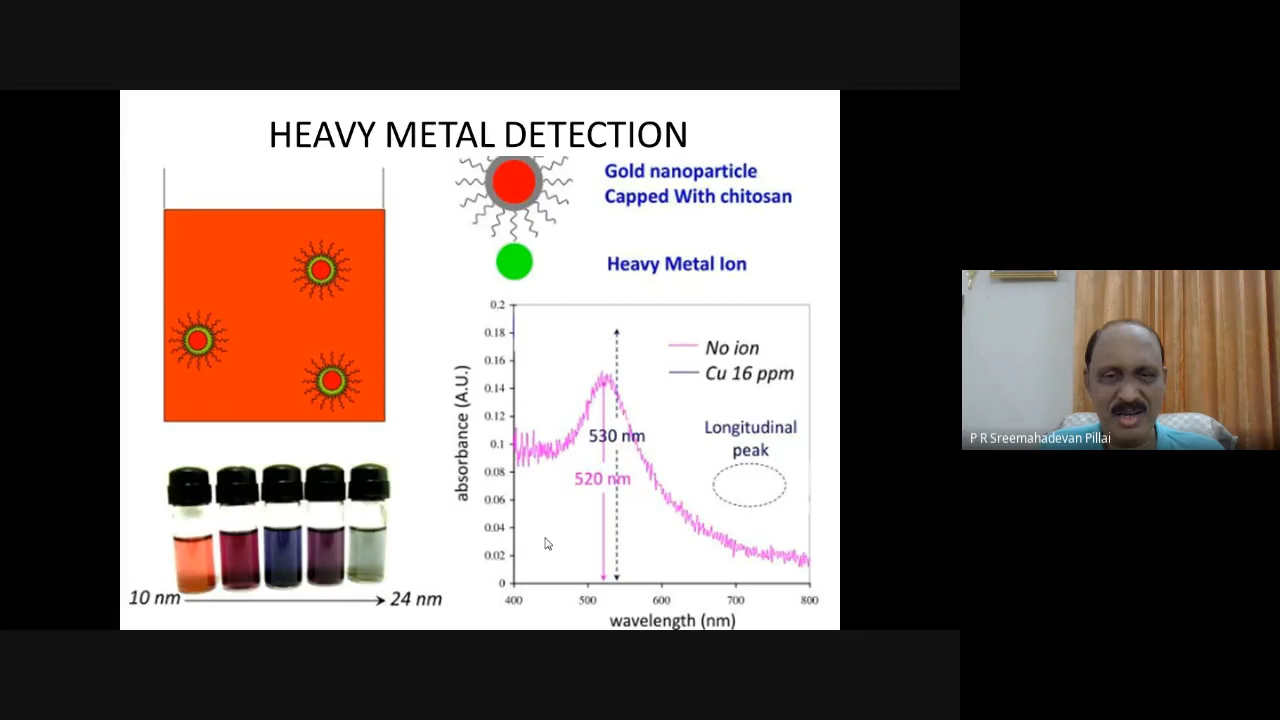 HEAVY METAL DETECTION
Gold nanoparticle
Capped With chitosan
Heavy Metal Ion
0.2
0.18
0.16
0.14
0.12
0.1
0.08
0.06
0.04
0.02
0
absorbance (A.U.)
No ion
Cu 16 ppm
Longitudinal
peak
530 nm
520 nm
400
500
600
700
800
wavelength (nm)
10 nm
24 nm
P R Sreemahadevan Pillai